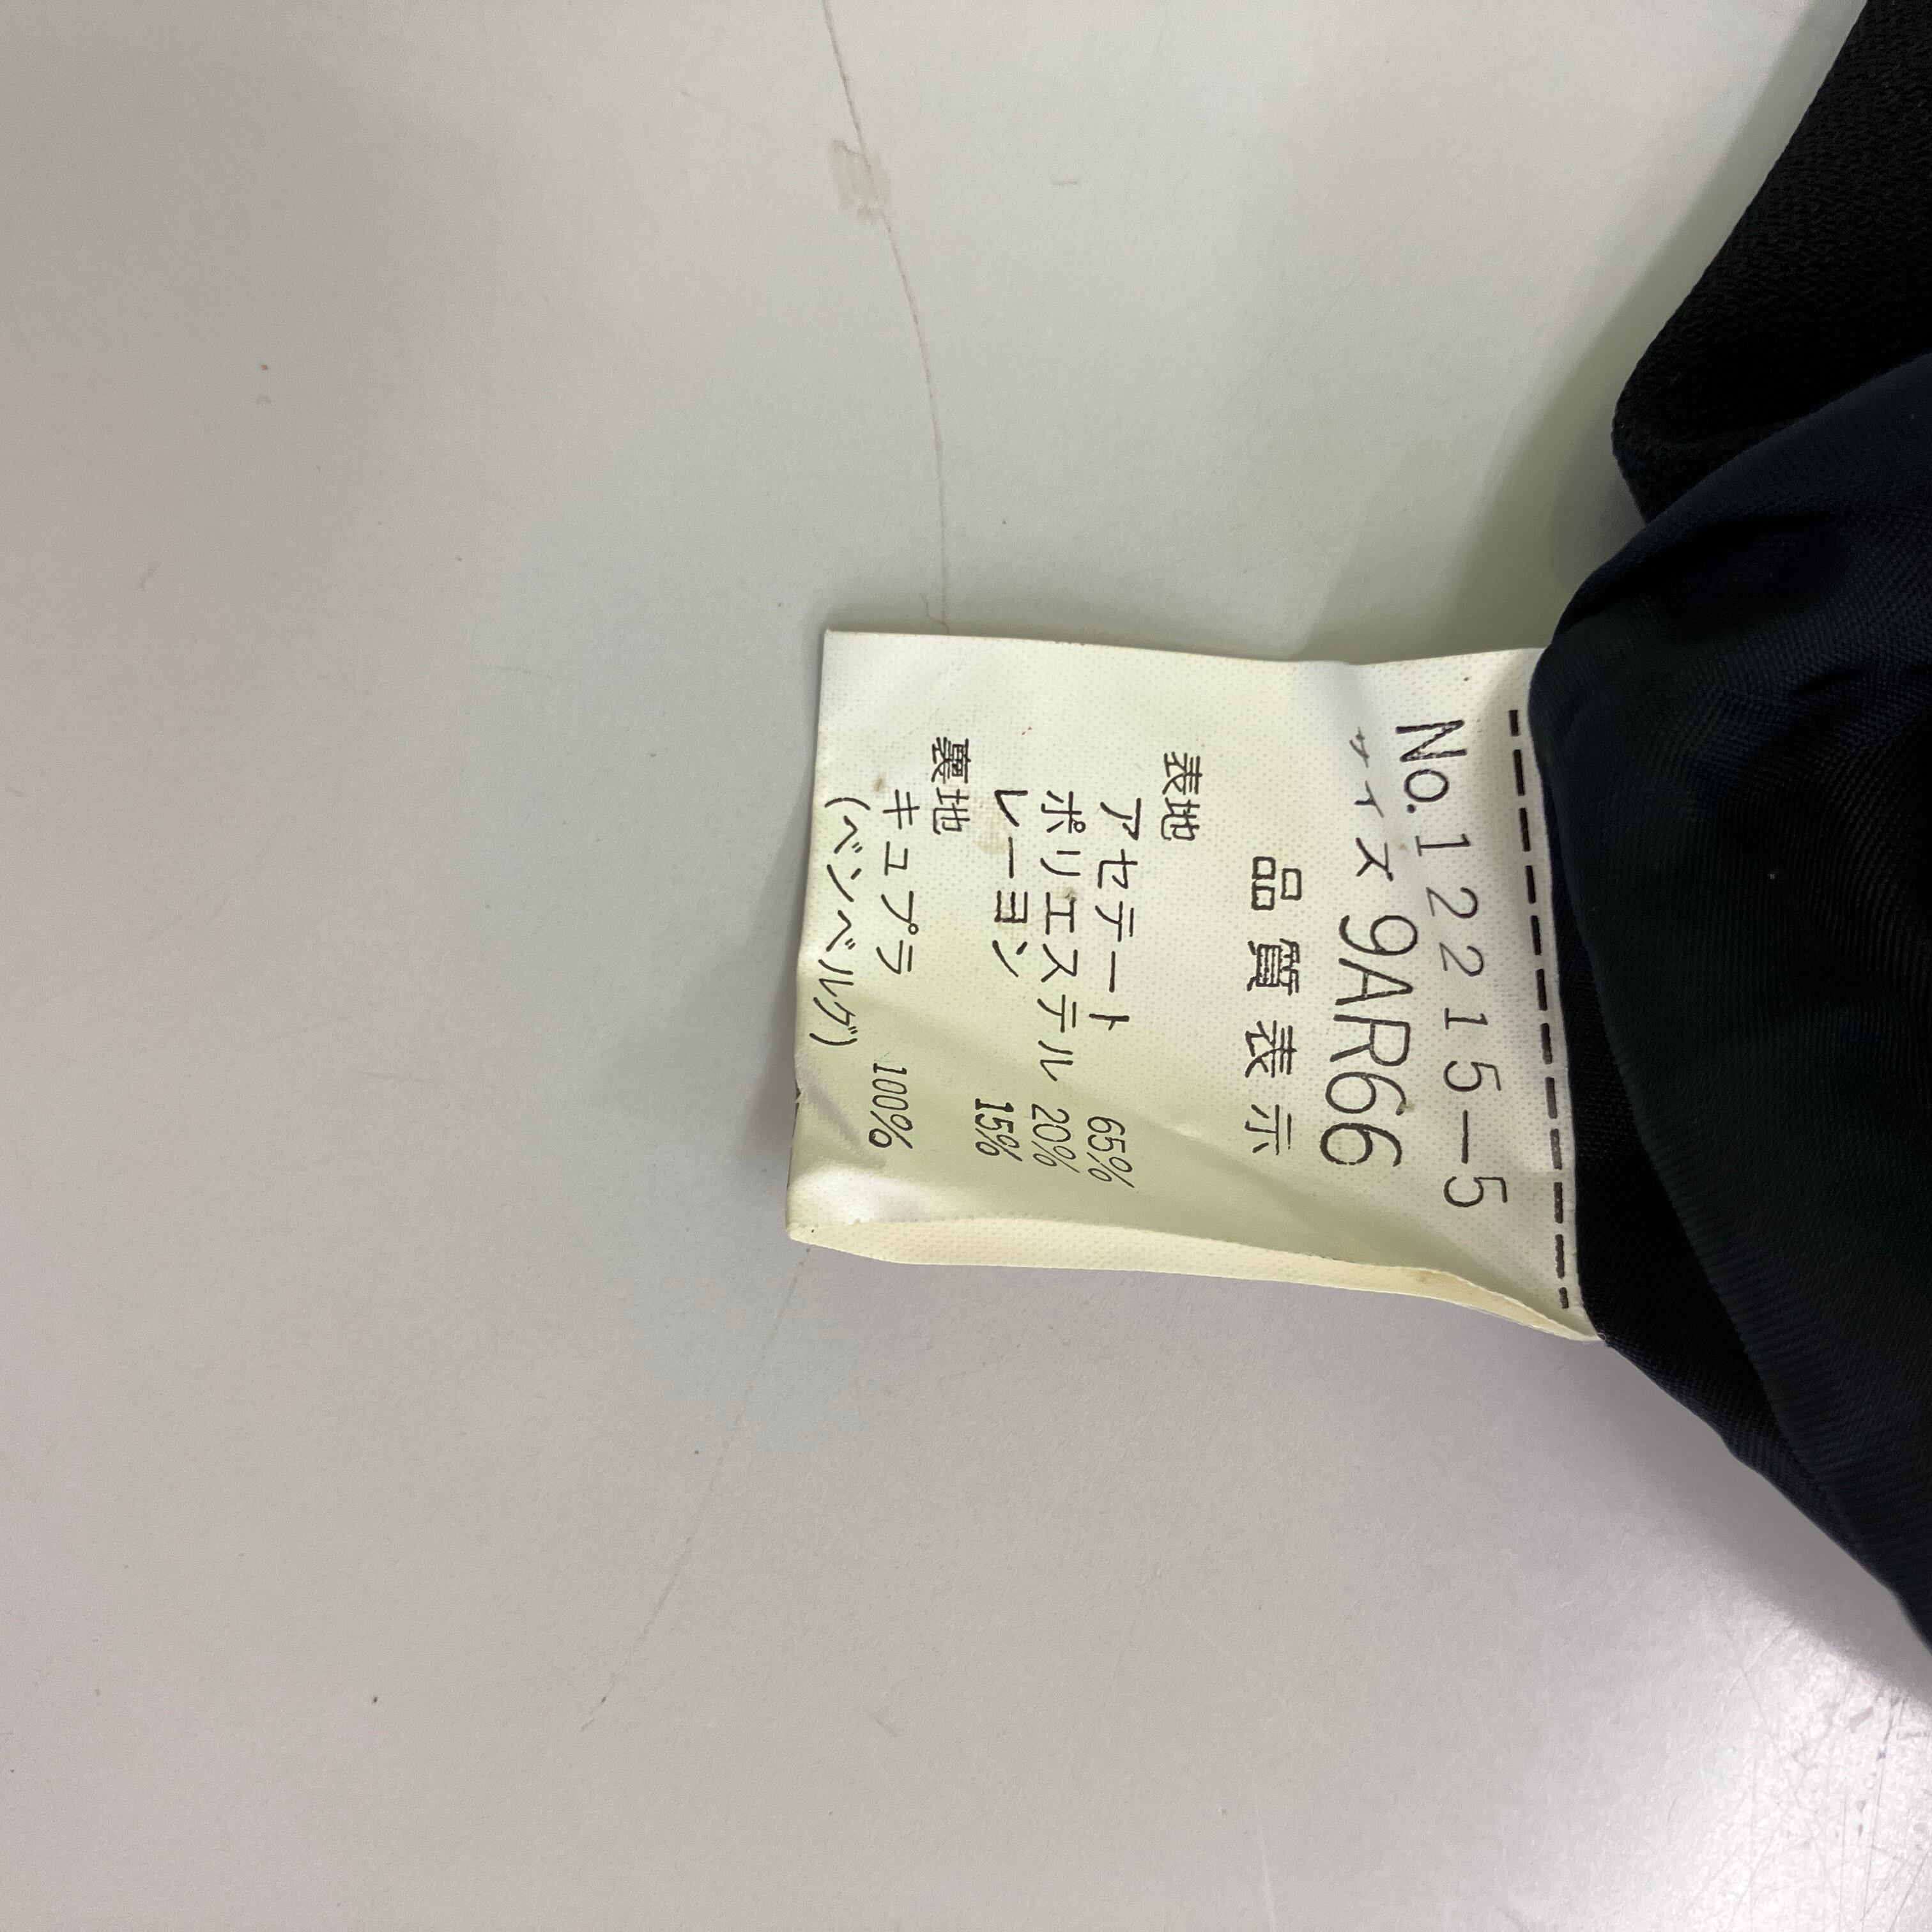 No.12215-5
サイズ 9AR66
品質表示
表地
アセテート 65%
ポリエステル 20%
レーヨン 15%
裏地
キュプラ 100%
(ベンベルグ)